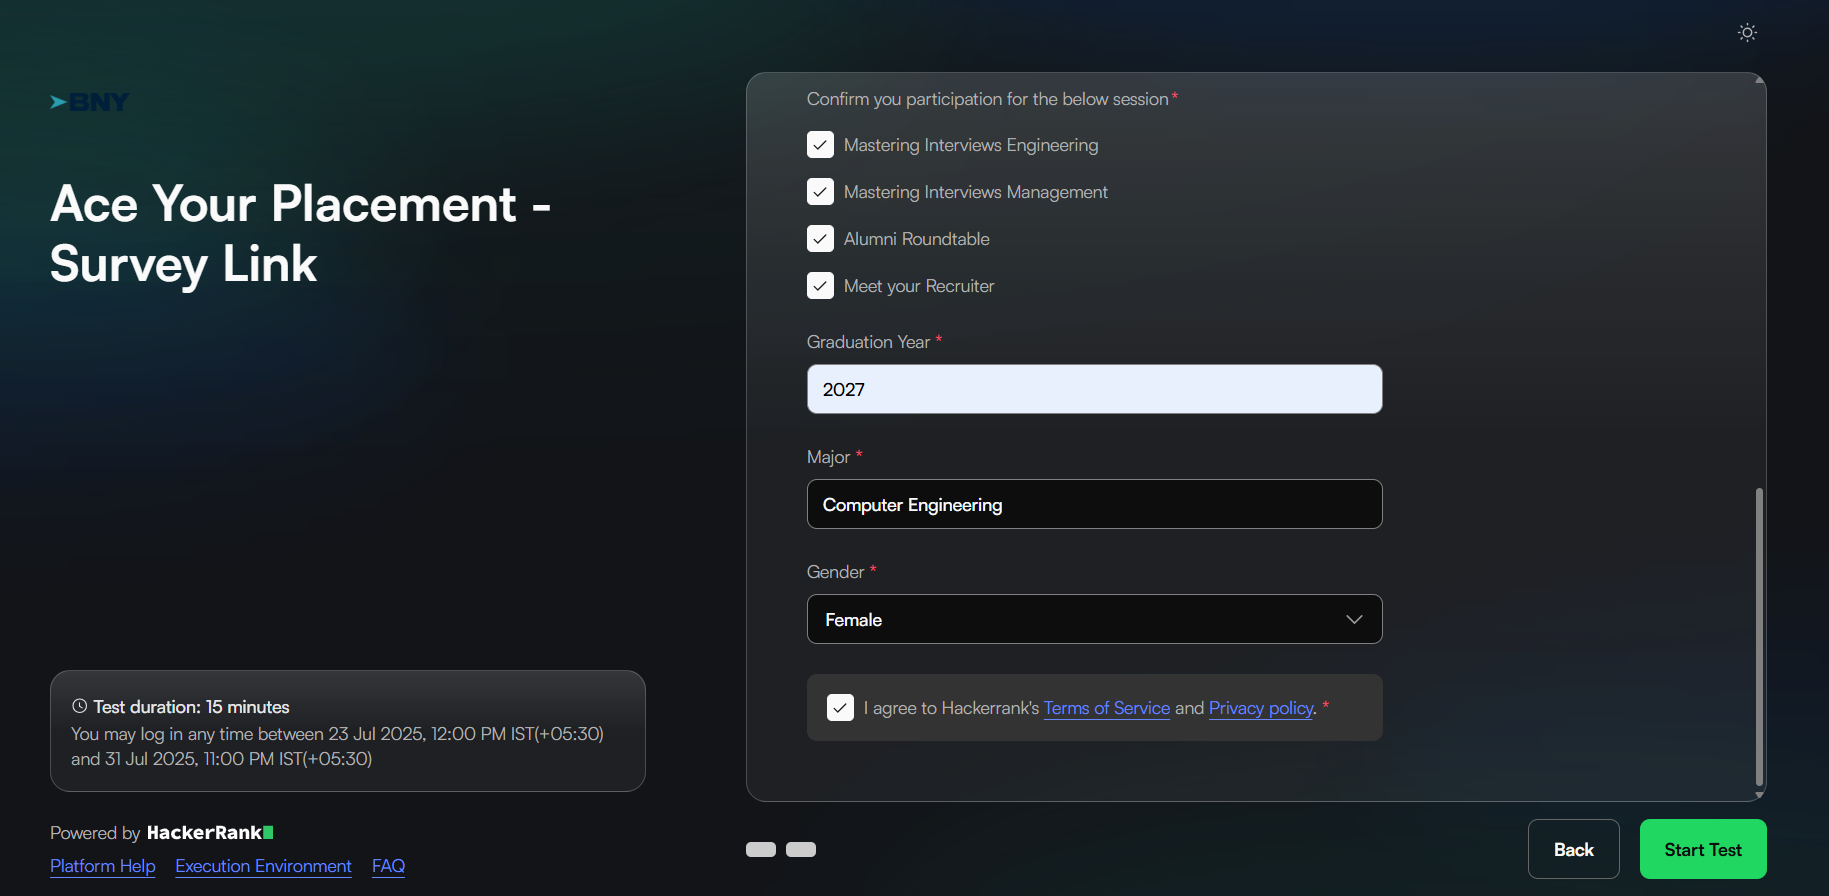 BNY
Ace Your Placement -
Survey Link
Test duration: 15 minutes
You may log in any time between 23 Jul 2025, 12:00 PM IST(+05:30)
and 31 Jul 2025, 11:00 PM IST(+05:30)
Powered by HackerRank
Platform Help Execution Environment FAQ
Confirm you participation for the below session*
Mastering Interviews Engineering
Mastering Interviews Management
Alumni Roundtable
Meet your Recruiter
Graduation Year *
2027
Major *
Computer Engineering
Gender *
Female
I agree to Hackerrank's Terms of Service and Privacy policy. *
Back
Start Test